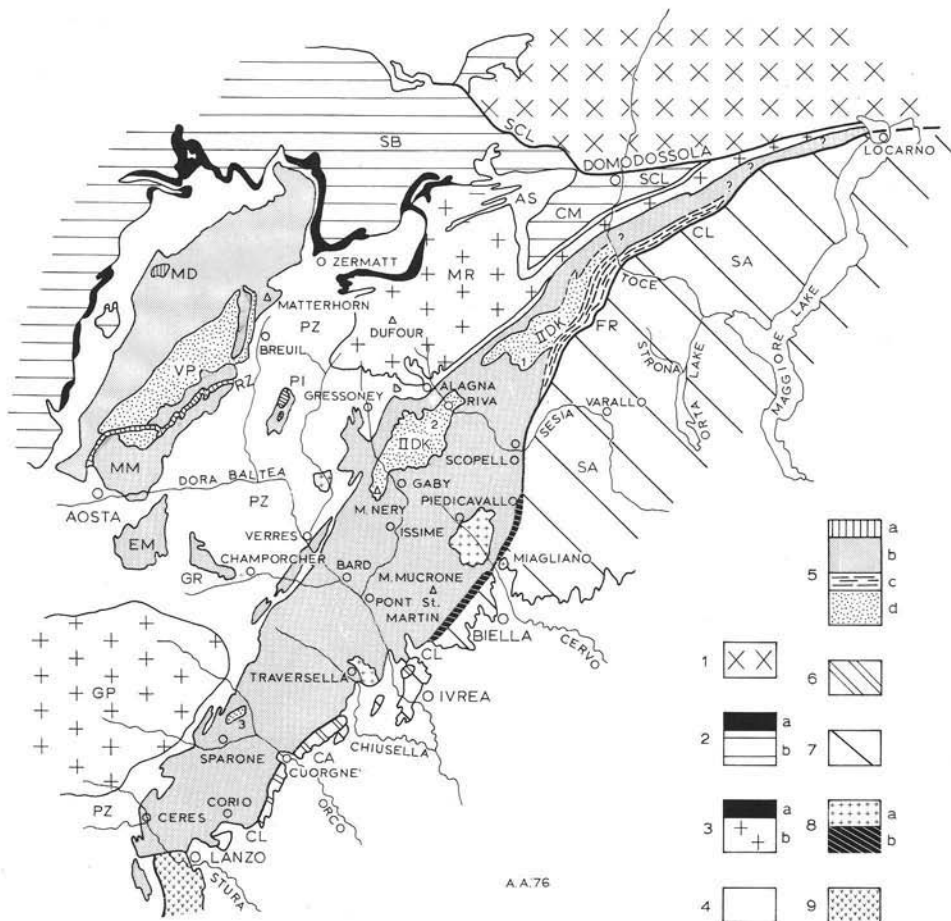 SB
SCL
DOMODOSSOLA
SCL
LOCARNO
AS
CM
?
?
?
?
CL
SA
ZERMATT
MR
MD
TOCE
MATTERHORN
PZ
DUFOUR
II DK
FR
1
BREUIL
STRONA
LAKE
ORTA
MAGGIORE LAKE
VP
RZ
PI
GRESSONEY
ALAGNA
RIVA
2
II DK
SESIA
VARALLO
SCOPELLO
SA
MM
DORA BALTEA
PZ
GABY
M. NERY
PIEDICAVALLO
AOSTA
ISSIME
EM
VERRES
CHAMPORCHER
GR
BARD
M. MUCRONE
MIAGLIANO
PONT St. MARTIN
BIELLA
CERVO
CL
TRAVERSELLA
IVREA
GP
3
CHIUSELLA
SPARONE
CA
CUORGNE'
ORCO
PZ
CERES
CORIO
CL
LANZO
STURA
A.A.'76
1
2 a
b
3 a
b
4
5 a
b
c
d
6
7
8 a
b
9